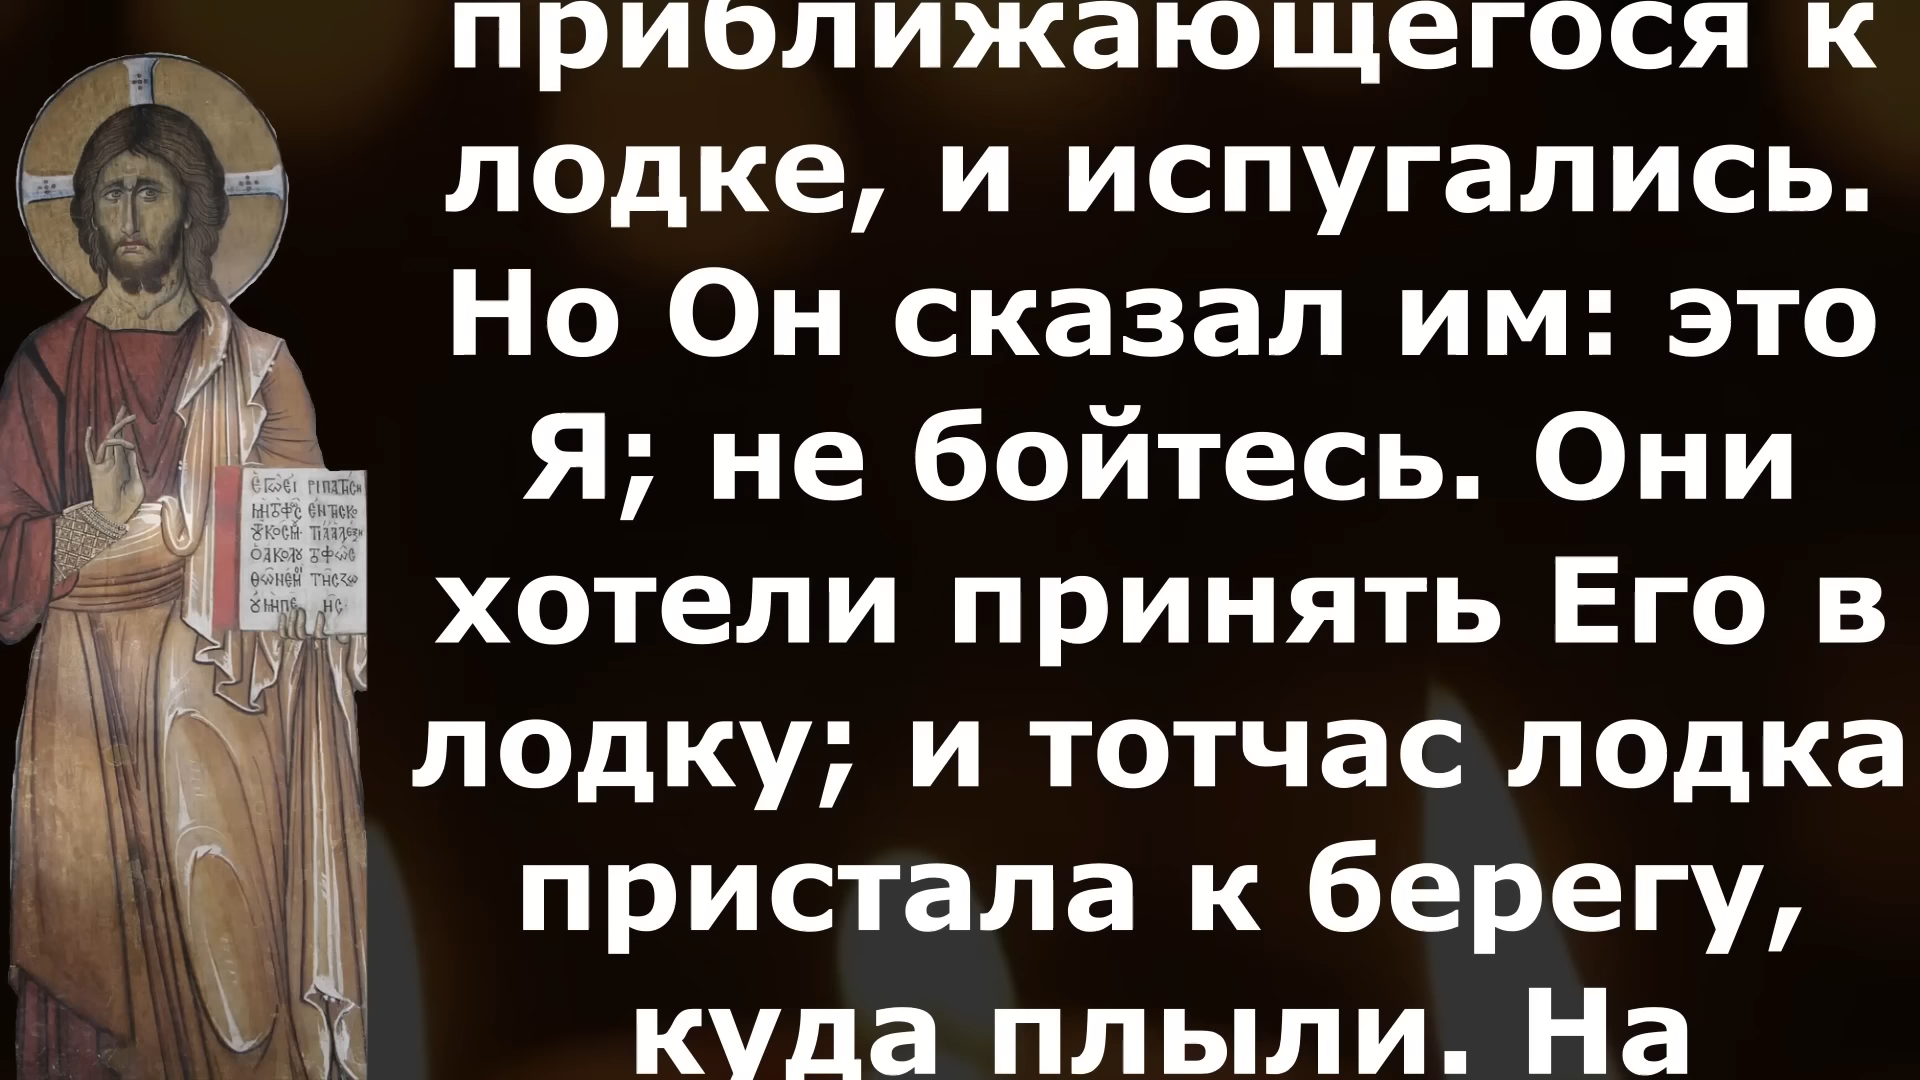 приближающегося к
лодке, и испугались.
Но Он сказал им: это
Я; не бойтесь. Они
хотели принять Его в
лодку; и тотчас лодка
пристала к берегу,
куда плыли. На